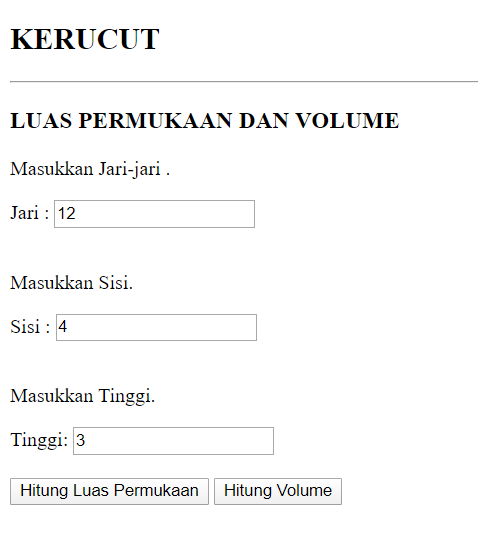 KERUCUT
LUAS PERMUKAAN DAN VOLUME
Masukkan Jari-jari .
Jari : 12
Masukkan Sisi.
Sisi : 4
Masukkan Tinggi.
Tinggi: 3
Hitung Luas Permukaan Hitung Volume